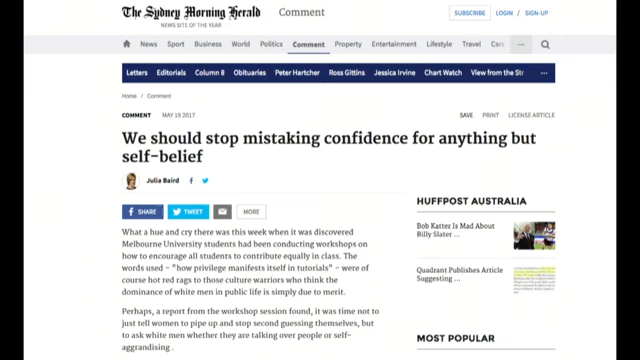 The Sydney Morning Herald
Comment
NEWS SITE OF THE YEAR
SUBSCRIBE LOGIN / SIGN-UP
News Sport Business World Politics Comment Property Entertainment Lifestyle Travel Cars ...
Letters Editorials Column 8 Obituaries Peter Hartcher Ross Gittins Jessica Irvine Chart Watch View from the Str ...
Home / Comment
COMMENT MAY 19 2017
SAVE PRINT LICENSE ARTICLE
We should stop mistaking confidence for anything but
self-belief
Julia Baird
SHARE TWEET MORE
What a hue and cry there was this week when it was discovered
Melbourne University students had been conducting workshops on
how to encourage all students to contribute equally in class. The
words used – "how privilege manifests itself in tutorials" – were of
course hot red rags to those culture warriors who think the
dominance of white men in public life is simply due to merit.
Perhaps, a report from the workshop session found, it was time not to
just tell women to pipe up and stop second guessing themselves, but
to ask white men whether they are talking over people or self-
aggrandising .
HUFFPOST AUSTRALIA
Bob Katter Is Mad About
Billy Slater ...
Quadrant Publishes Article
Suggesting ...
MOST POPULAR